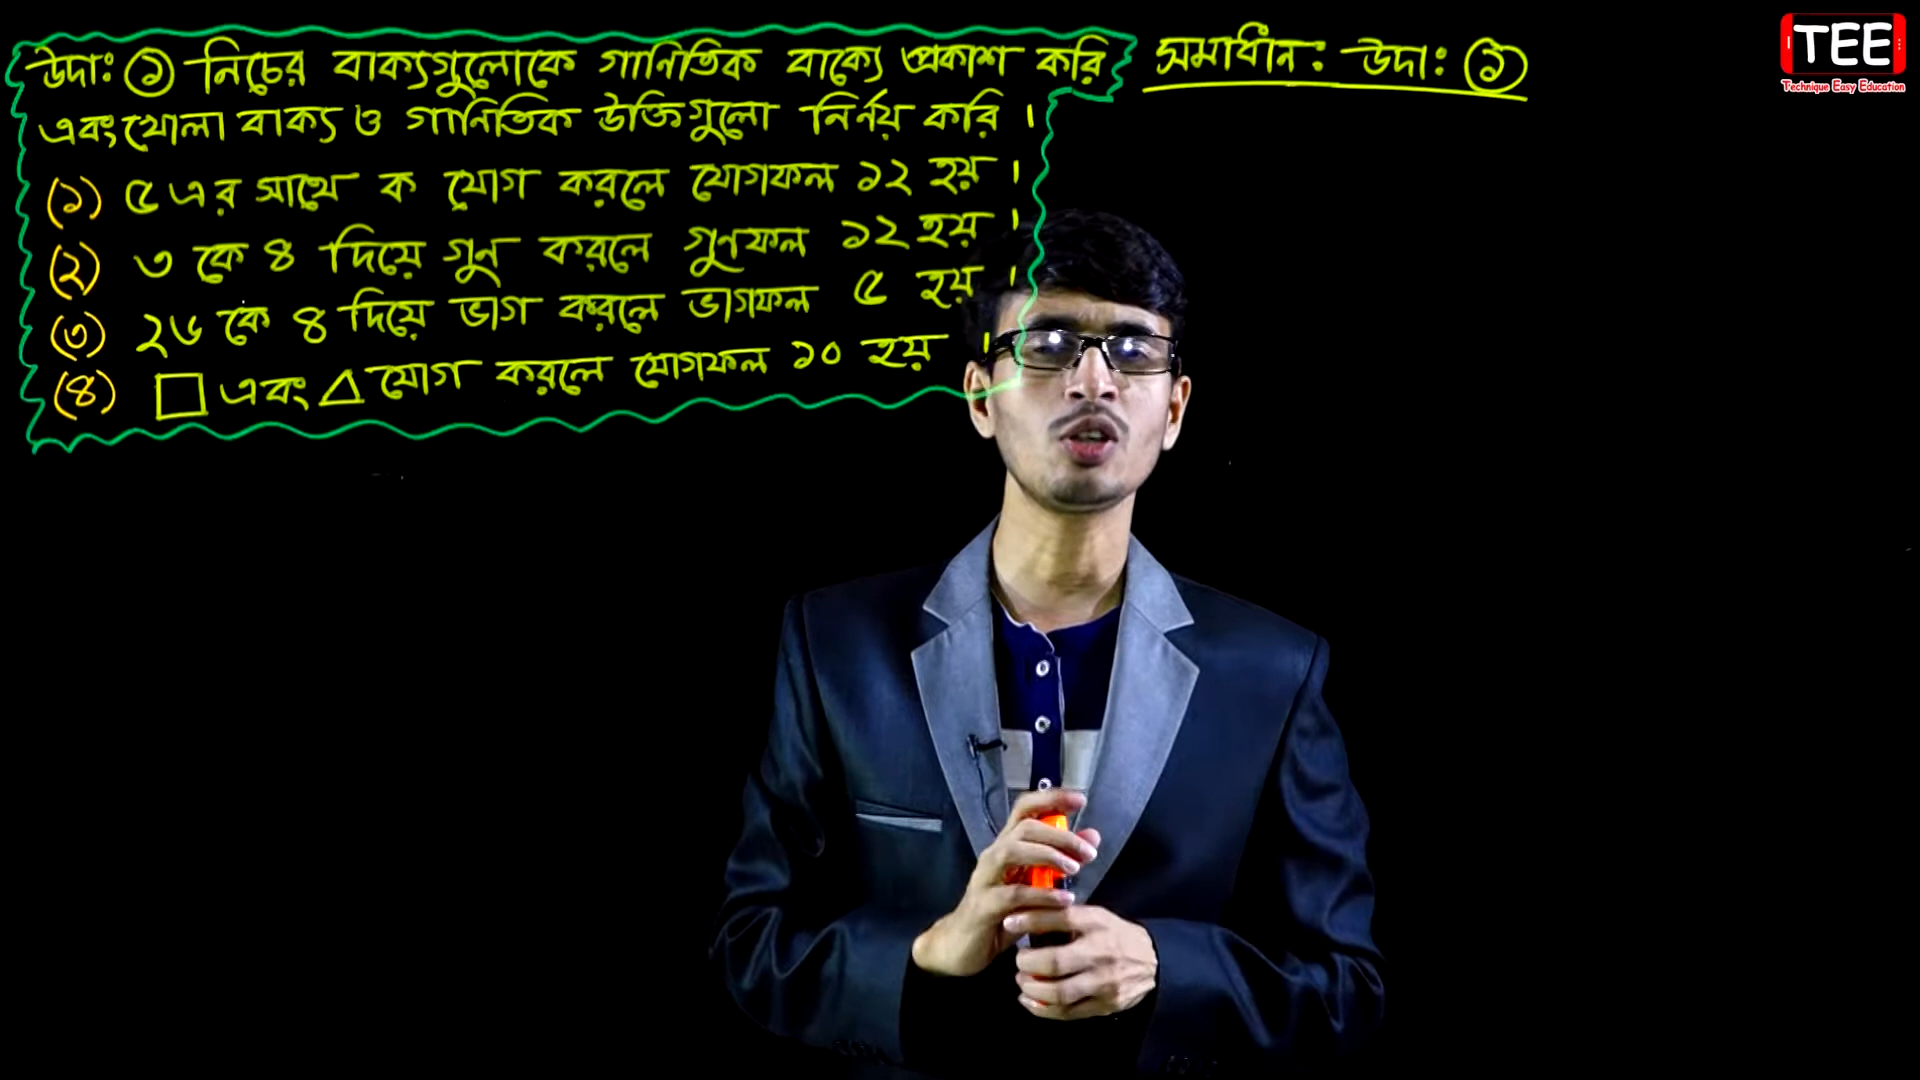 উদাঃ ① নিচের বাক্যগুলোকে গাণিতিক বাক্যে প্রকাশ করি
এবং খোলা বাক্য ও গাণিতিক উক্তিগুলো নির্নয় করি ।
(১) ৫ এর সাথে ক যোগ করলে যোগফল ১২ হয় ।
(২) ৩ কে ৪ দিয়ে গুন করলে গুণফল ১২ হয় ।
(৩) ২৬ কে ৪ দিয়ে ভাগ করলে ভাগফল ৫ হয় ।
(৪) □ এবং △ যোগ করলে যোগফল ১০ হয় ।
সমাধান : উদা : ①
TEE
Technique Easy Education